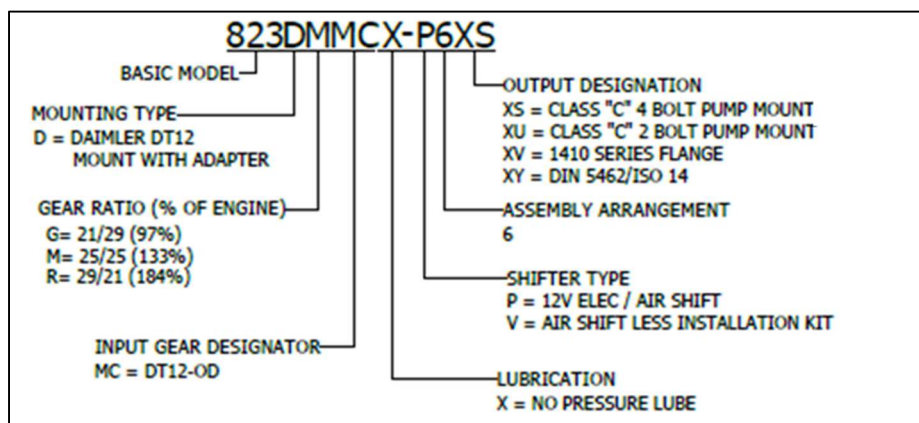 823DMMCX-P6XS
BASIC MODEL
MOUNTING TYPE
D = DAIMLER DT12
MOUNT WITH ADAPTER
GEAR RATIO (% OF ENGINE)
G= 21/29 (97%)
M= 25/25 (133%)
R= 29/21 (184%)
INPUT GEAR DESIGNATOR
MC = DT12-OD
OUTPUT DESIGNATION
XS = CLASS "C" 4 BOLT PUMP MOUNT
XU = CLASS "C" 2 BOLT PUMP MOUNT
XV = 1410 SERIES FLANGE
XY = DIN 5462/ISO 14
ASSEMBLY ARRANGEMENT
6
SHIFTER TYPE
P = 12V ELEC / AIR SHIFT
V = AIR SHIFT LESS INSTALLATION KIT
LUBRICATION
X = NO PRESSURE LUBE